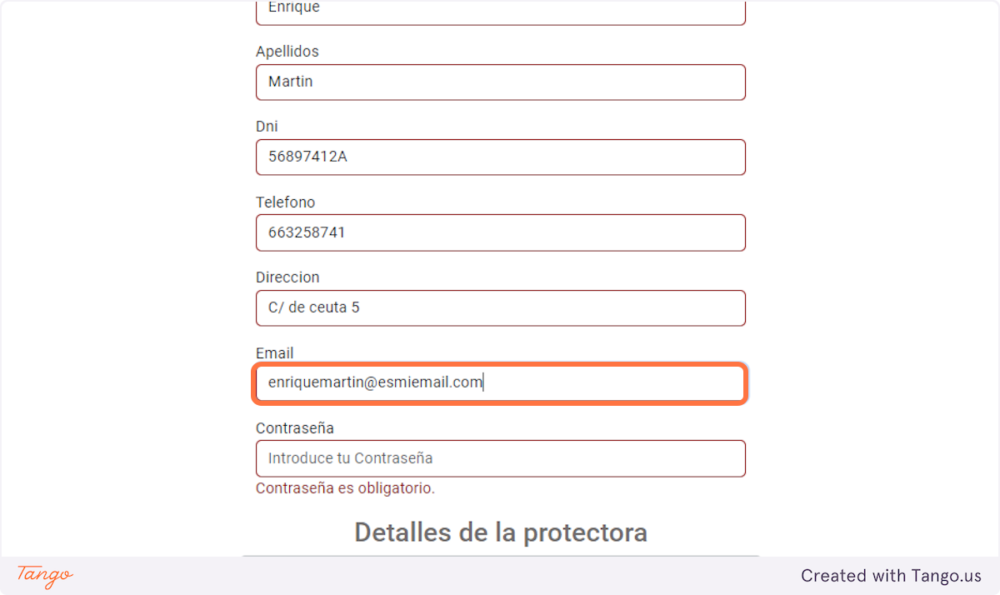 Enrique
Apellidos
Martin
Dni
56897412A
Telefono
663258741
Direccion
C/ de ceuta 5
Email
enriquemartin@esmiemail.com
Contraseña
Introduce tu Contraseña
Contraseña es obligatorio.
Detalles de la protectora
Tango
Created with Tango.us